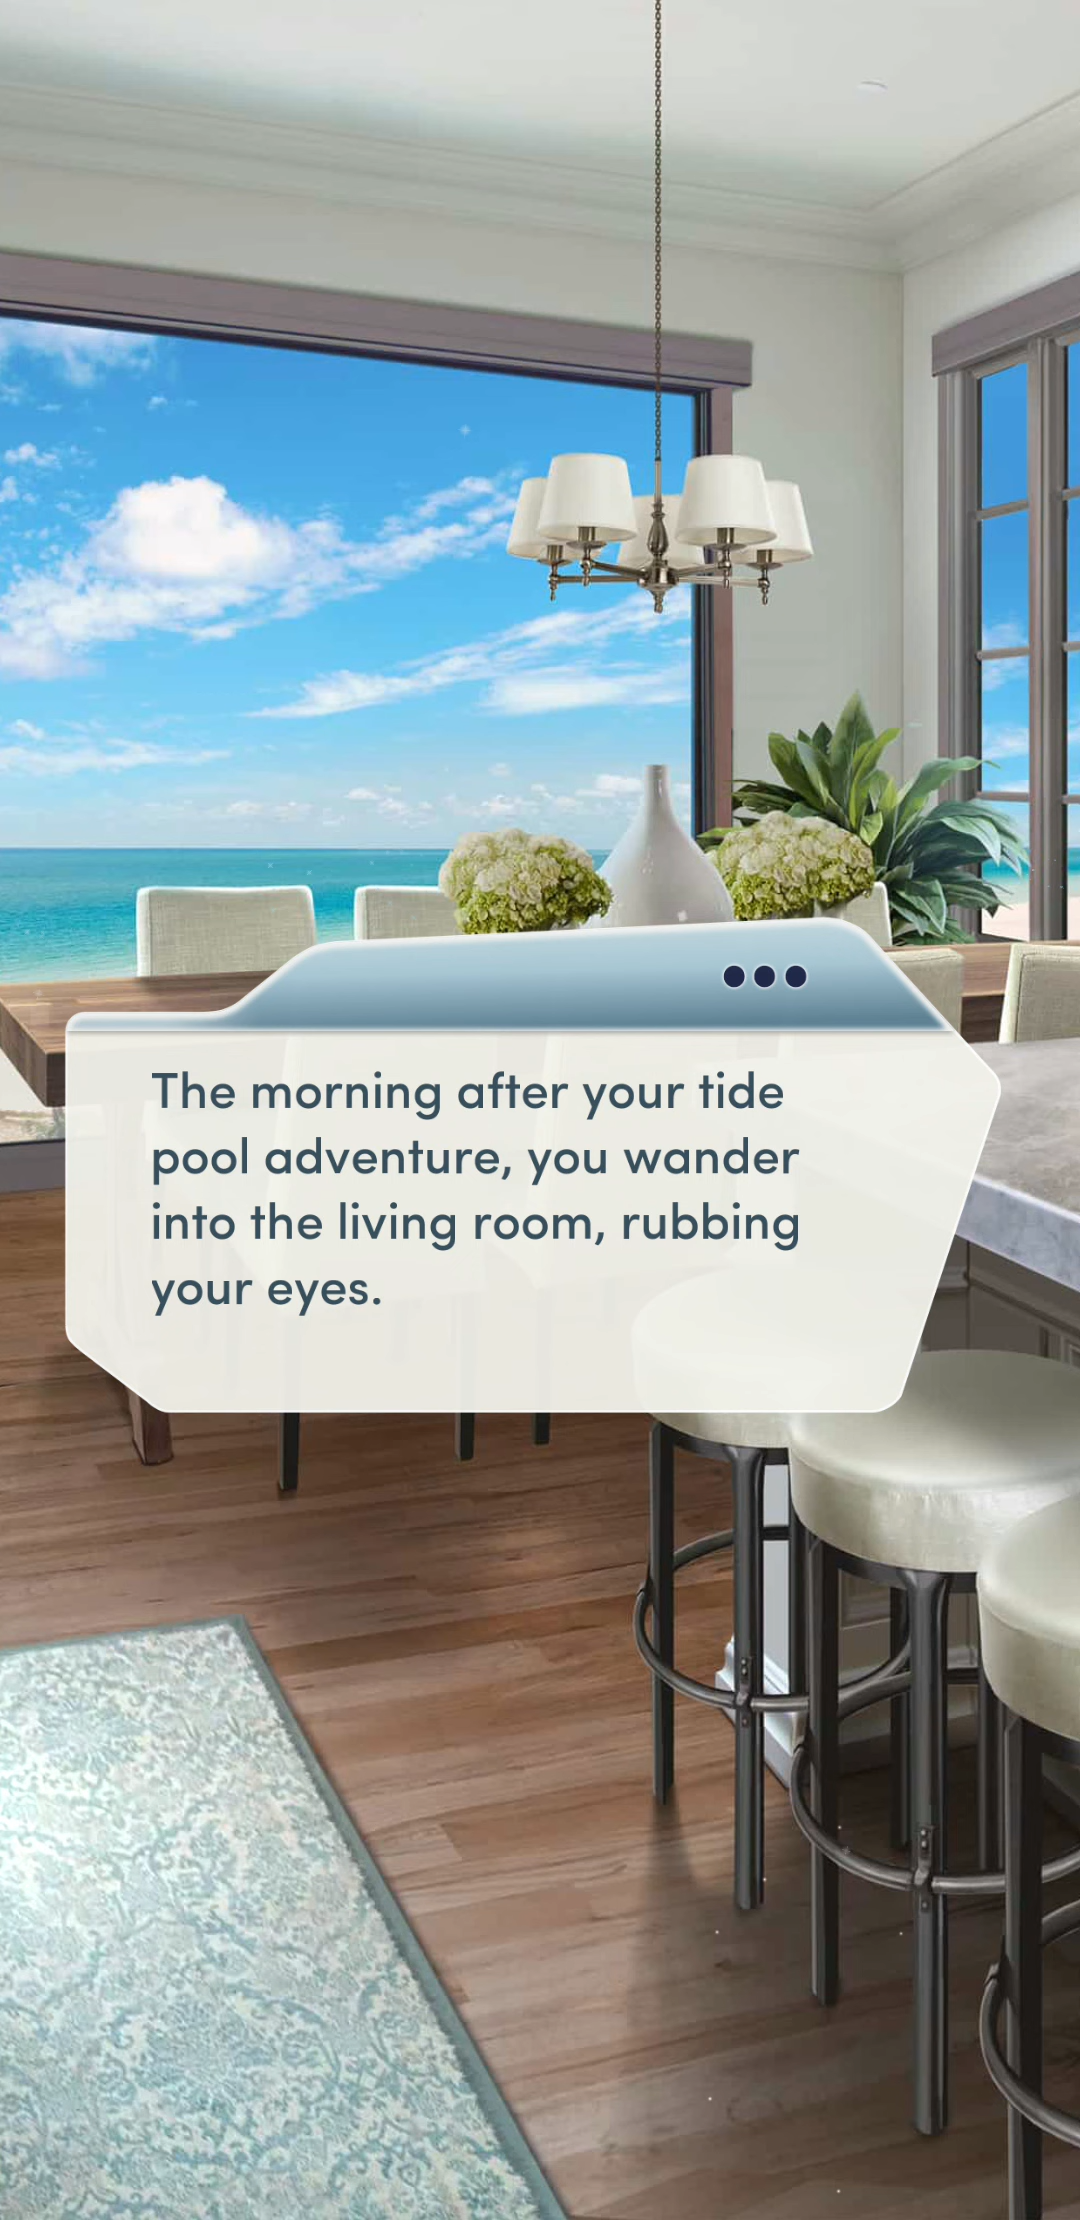 The morning after your tide
pool adventure, you wander
into the living room, rubbing
your eyes.